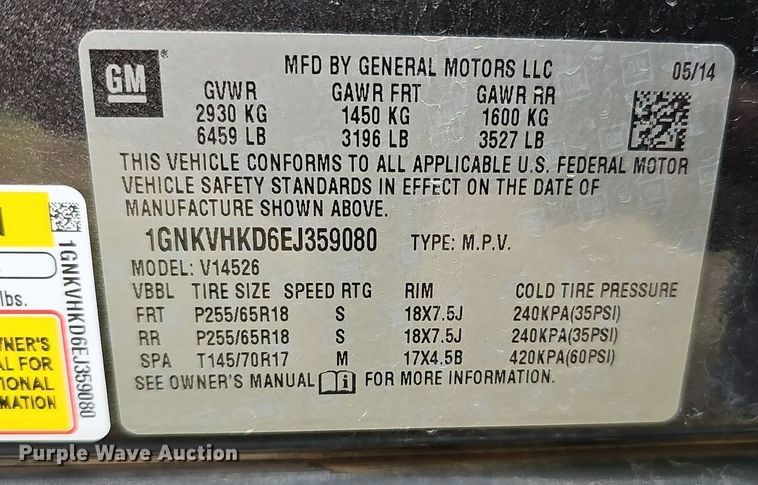 GM
®
MFD BY GENERAL MOTORS LLC
05/14
GVWR GAWR FRT GAWR RR
2930 KG 1450 KG 1600 KG
6459 LB 3196 LB 3527 LB
THIS VEHICLE CONFORMS TO ALL APPLICABLE U.S. FEDERAL MOTOR
VEHICLE SAFETY STANDARDS IN EFFECT ON THE DATE OF
MANUFACTURE SHOWN ABOVE.
1GNKVHKD6EJ359080 TYPE: M.P.V.
MODEL: V14526
VBBL TIRE SIZE SPEED RTG RIM COLD TIRE PRESSURE
FRT P255/65R18 S 18X7.5J 240KPA(35PSI)
RR P255/65R18 S 18X7.5J 240KPA(35PSI)
SPA T145/70R17 M 17X4.5B 420KPA(60PSI)
SEE OWNER'S MANUAL FOR MORE INFORMATION.
lbs.
1GNKVHKD6EJ359080
Purple Wave Auction